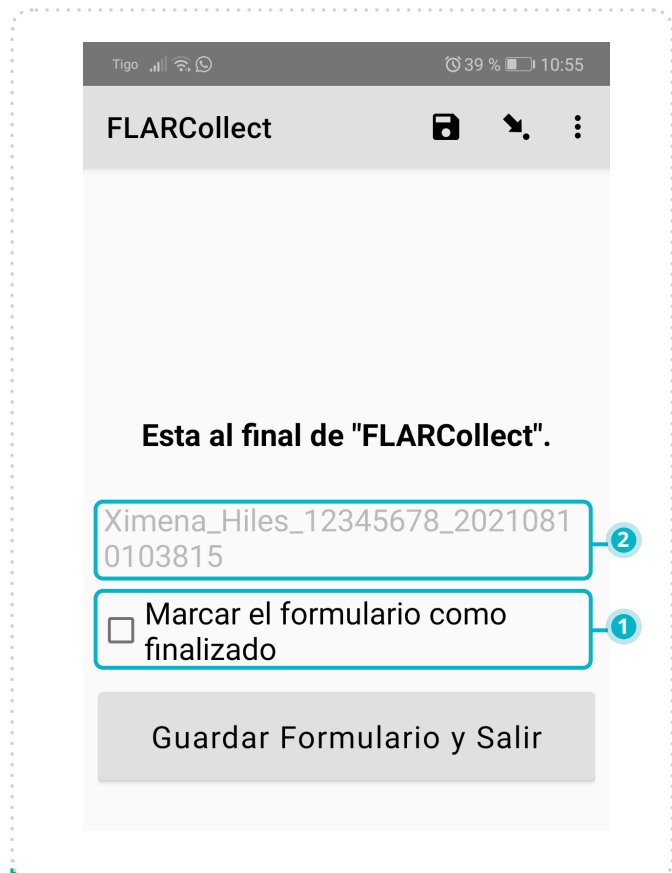 Tigo 39 % 10:55
FLARCollect
Esta al final de "FLARCollect".
Ximena_Hiles_12345678_2021081
0103815
2
Marcar el formulario como
finalizado
1
Guardar Formulario y Salir